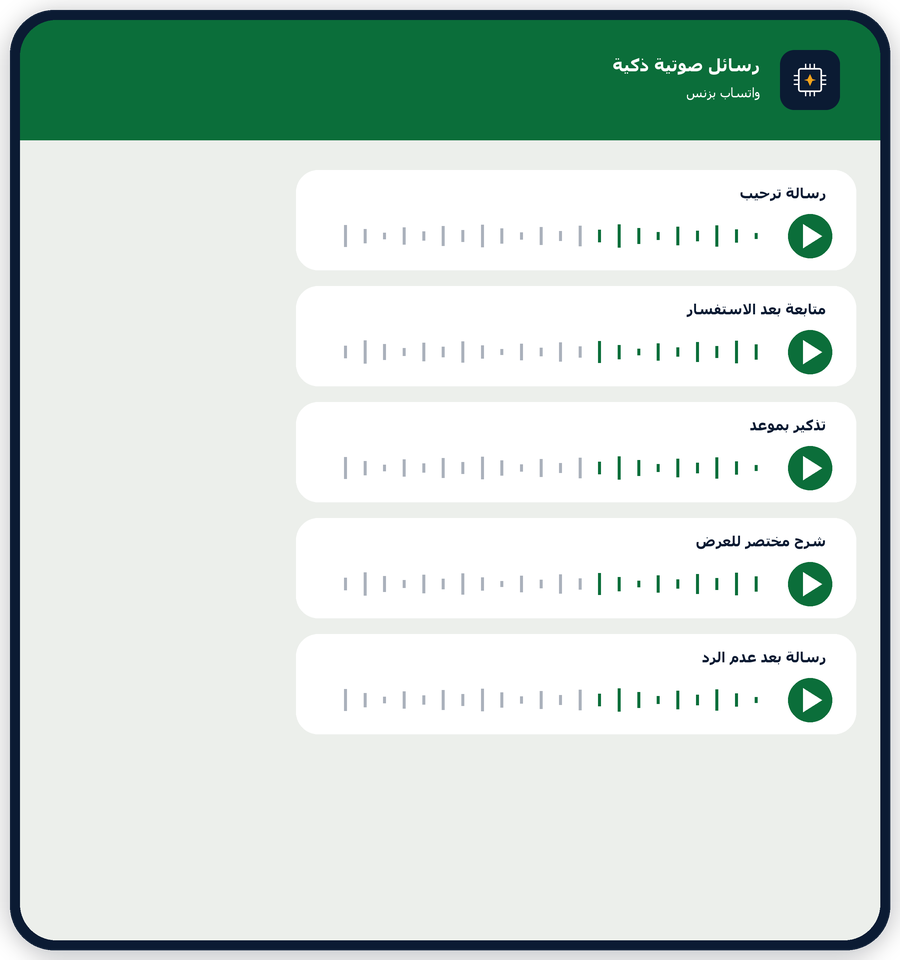 رسائل صوتية ذكية
واتساب بزنس
رسالة ترحيب
متابعة بعد الاستفسار
تذكير بموعد
شرح مختصر للعرض
رسالة بعد عدم الرد